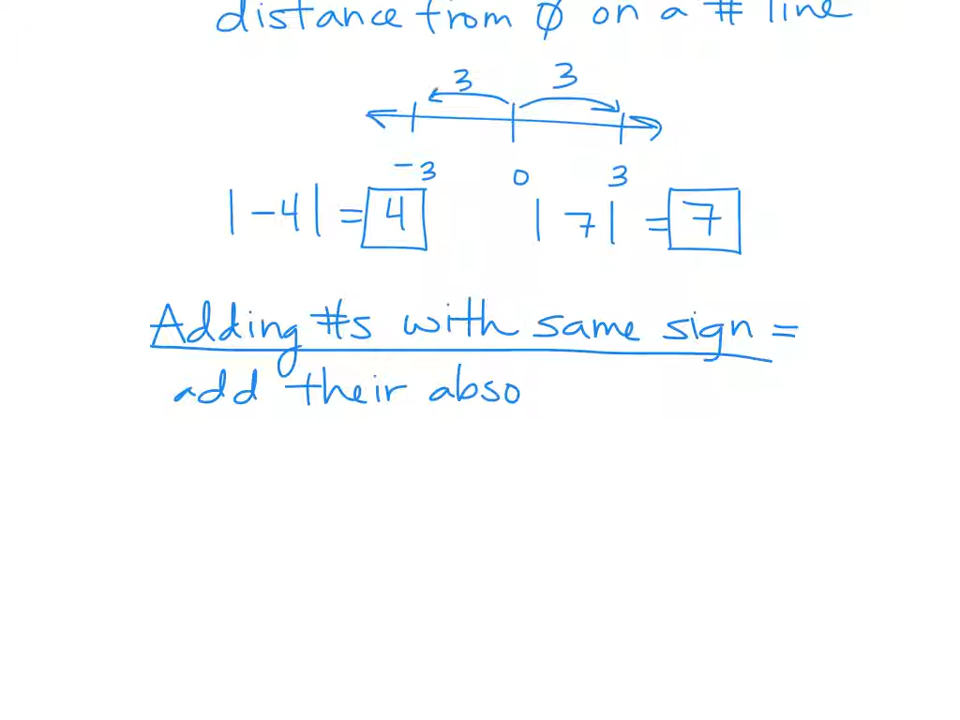 distance from 0 on a # line
3 3
-3 0 3
|-4| = 4 |7| = 7
Adding #s with same sign =
add their abso